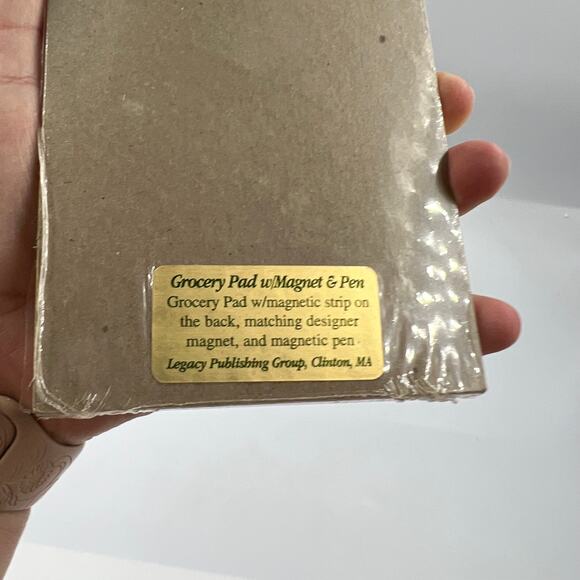 Grocery Pad w/Magnet & Pen
Grocery Pad w/magnetic strip on
the back, matching designer
magnet, and magnetic pen
Legacy Publishing Group, Clinton, MA